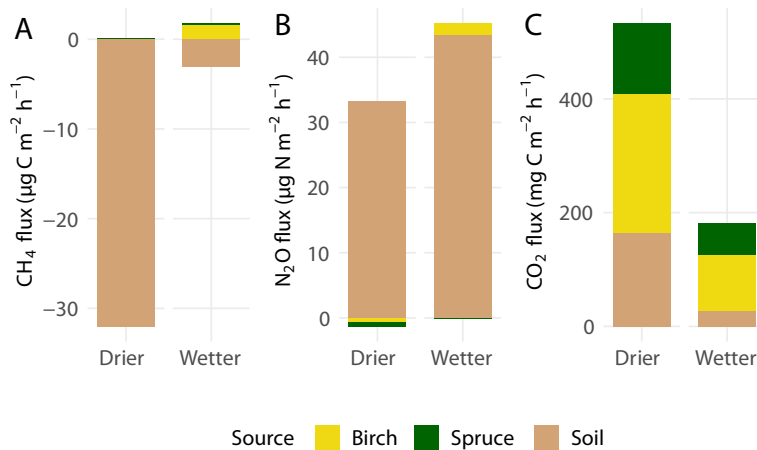 A
CH₄ flux (µg C m⁻² h⁻¹)
0
−10
−20
−30
Drier Wetter
B
N₂O flux (µg N m⁻² h⁻¹)
40
30
20
10
0
Drier Wetter
C
CO₂ flux (mg C m⁻² h⁻¹)
400
200
0
Drier Wetter
Source Birch Spruce Soil